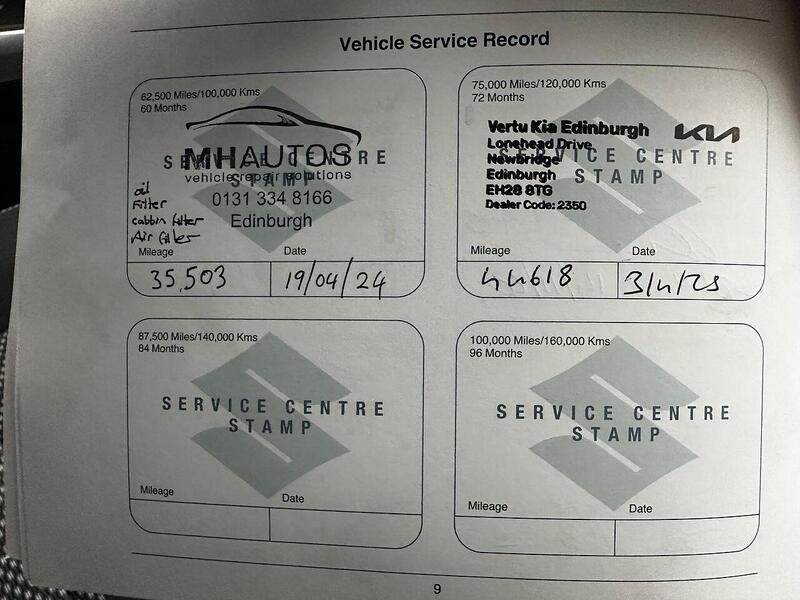 Vehicle Service Record
62,500 Miles/100,000 Kms
60 Months
SERVICE CENTRE
STAMP
MHAUTOS
vehicle repair solutions
0131 334 8166
Edinburgh
oil
Filter
cabbin filter
Air filter
Mileage
Date
35,503
19/04/24
75,000 Miles/120,000 Kms
72 Months
SERVICE CENTRE
STAMP
Vertu Kia Edinburgh
KIA
Lonehead Drive
Newbridge
Edinburgh
EH28 8TG
Dealer Code: 2350
Mileage
Date
44618
3/4/25
87,500 Miles/140,000 Kms
84 Months
SERVICE CENTRE
STAMP
Mileage
Date
100,000 Miles/160,000 Kms
96 Months
SERVICE CENTRE
STAMP
Mileage
Date
9